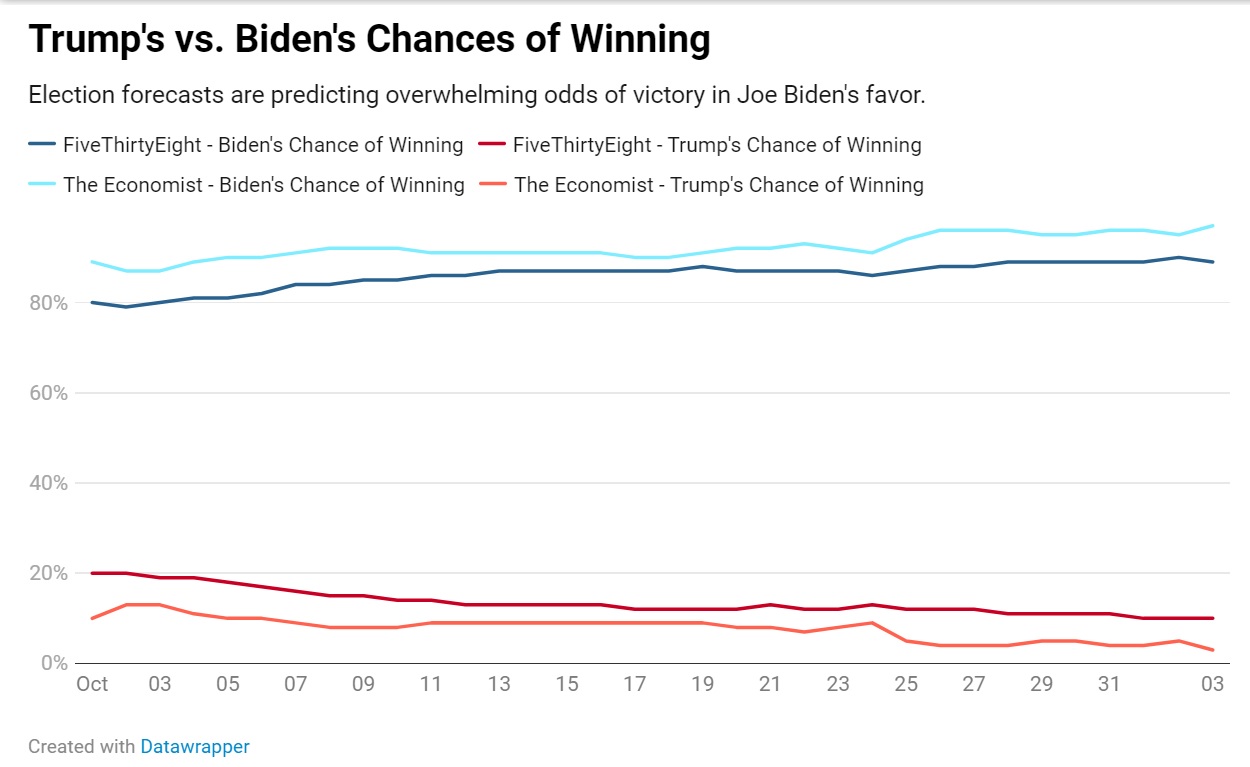 Trump's vs. Biden's Chances of Winning
Election forecasts are predicting overwhelming odds of victory in Joe Biden's favor.
FiveThirtyEight - Biden's Chance of Winning FiveThirtyEight - Trump's Chance of Winning
The Economist - Biden's Chance of Winning The Economist - Trump's Chance of Winning
80%
60%
40%
20%
0%
Oct 03 05 07 09 11 13 15 17 19 21 23 25 27 29 31 03
Created with Datawrapper